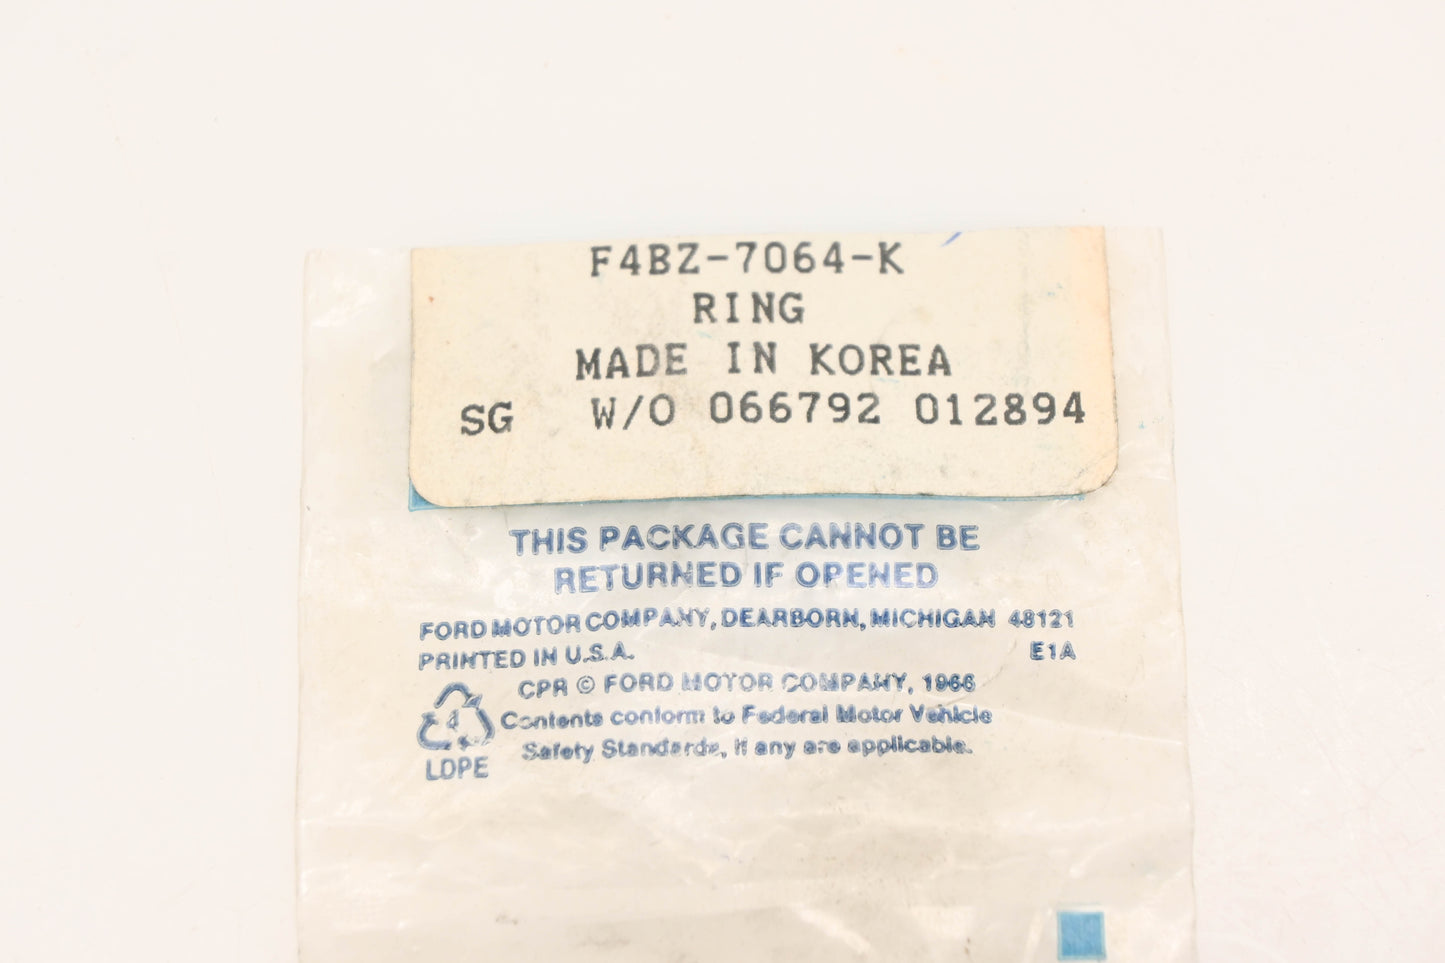 F4BZ-7064-K
RING
MADE IN KOREA
SG W/O 066792 012894
THIS PACKAGE CANNOT BE
RETURNED IF OPENED
FORD MOTOR COMPANY, DEARBORN, MICHIGAN 48121
PRINTED IN U.S.A. E1A
CPR © FORD MOTOR COMPANY, 1966
4 Contents conform to Federal Motor Vehicle
Safety Standards, if any are applicable.
LDPE